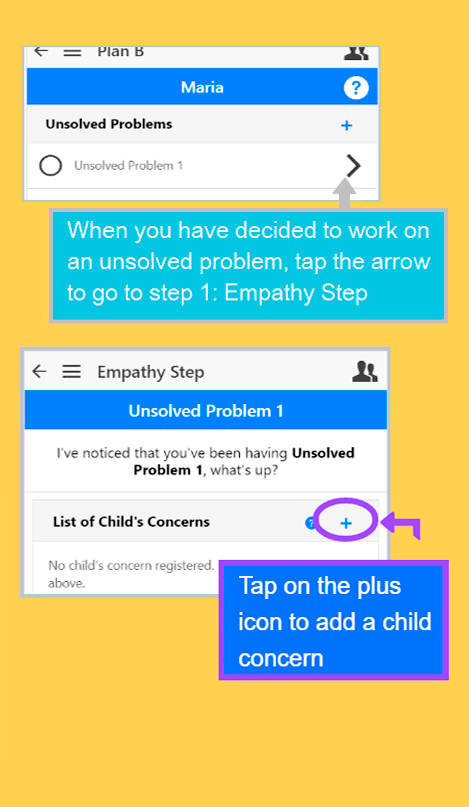 Plan B
Maria
?
Unsolved Problems +
Unsolved Problem 1
When you have decided to work on
an unsolved problem, tap the arrow
to go to step 1: Empathy Step
Empathy Step
Unsolved Problem 1
I've noticed that you've been having Unsolved
Problem 1, what's up?
List of Child's Concerns ? +
No child's concern registered.
above.
Tap on the plus
icon to add a child
concern